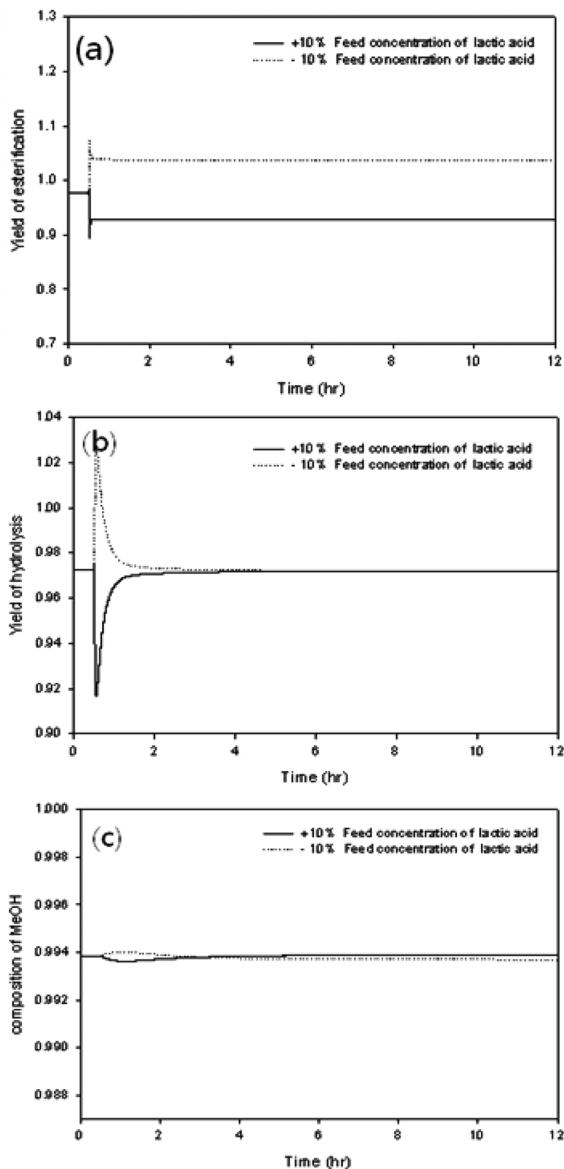 (a)
+10% Feed concentration of lactic acid
- 10% Feed concentration of lactic acid
Yield of esterification
1.3
1.2
1.1
1.0
0.9
0.8
0.7
0 2 4 6 8 10 12
Time (hr)
(b)
+10% Feed concentration of lactic acid
- 10% Feed concentration of lactic acid
Yield of hydrolysis
1.04
1.02
1.00
0.98
0.96
0.94
0.92
0.90
0 2 4 6 8 10 12
Time (hr)
(c)
+10% Feed concentration of lactic acid
- 10% Feed concentration of lactic acid
composition of MeOH
1.000
0.998
0.996
0.994
0.992
0.990
0.988
0 2 4 6 8 10 12
Time (hr)